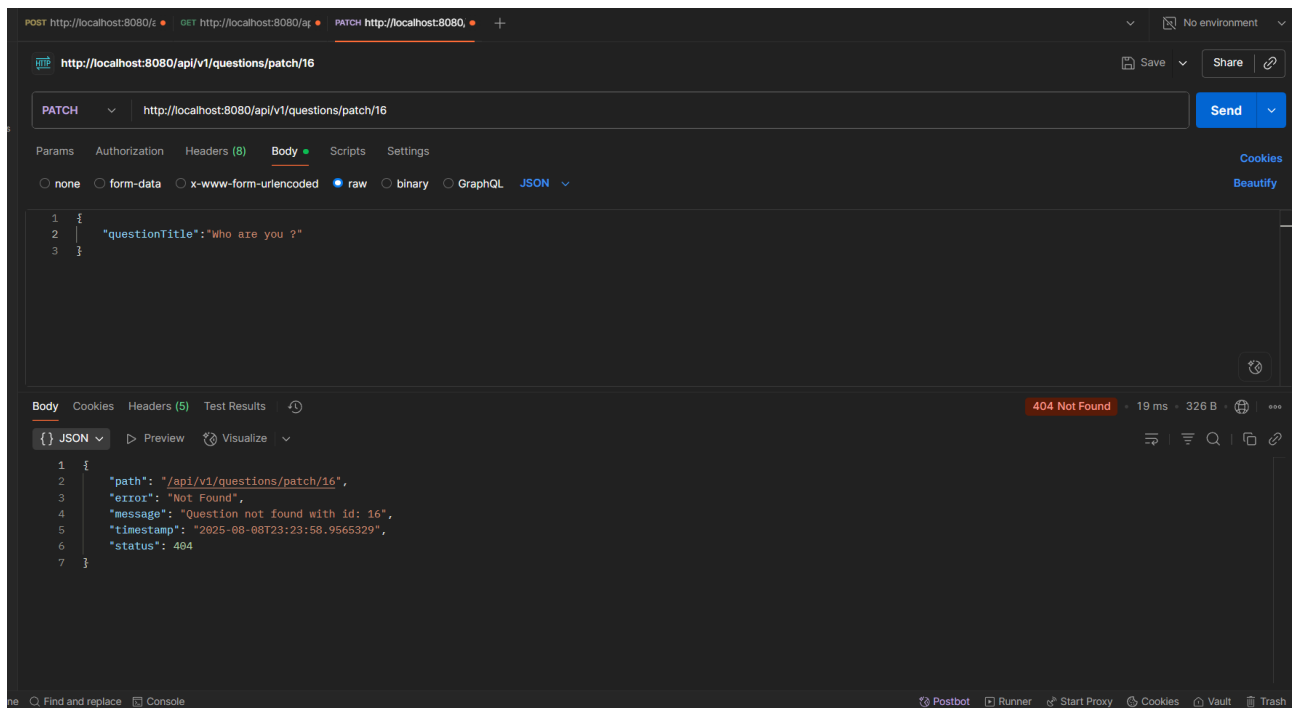 POST http://localhost:8080/a GET http://localhost:8080/ap PATCH http://localhost:8080, No environment
HTTP http://localhost:8080/api/v1/questions/patch/16 Save Share
PATCH http://localhost:8080/api/v1/questions/patch/16 Send
s
Params Authorization Headers (8) Body Scripts Settings Cookies
none form-data x-www-form-urlencoded raw binary GraphQL JSON Beautify
1 {
2 "questionTitle":"Who are you ?"
3 }
Body Cookies Headers (5) Test Results 404 Not Found 19 ms 326 B
{} JSON Preview Visualize
1 {
2 "path": "/api/v1/questions/patch/16",
3 "error": "Not Found",
4 "message": "Question not found with id: 16",
5 "timestamp": "2025-08-08T23:23:58.9565329",
6 "status": 404
7 }
ne Find and replace Console Postbot Runner Start Proxy Cookies Vault Trash